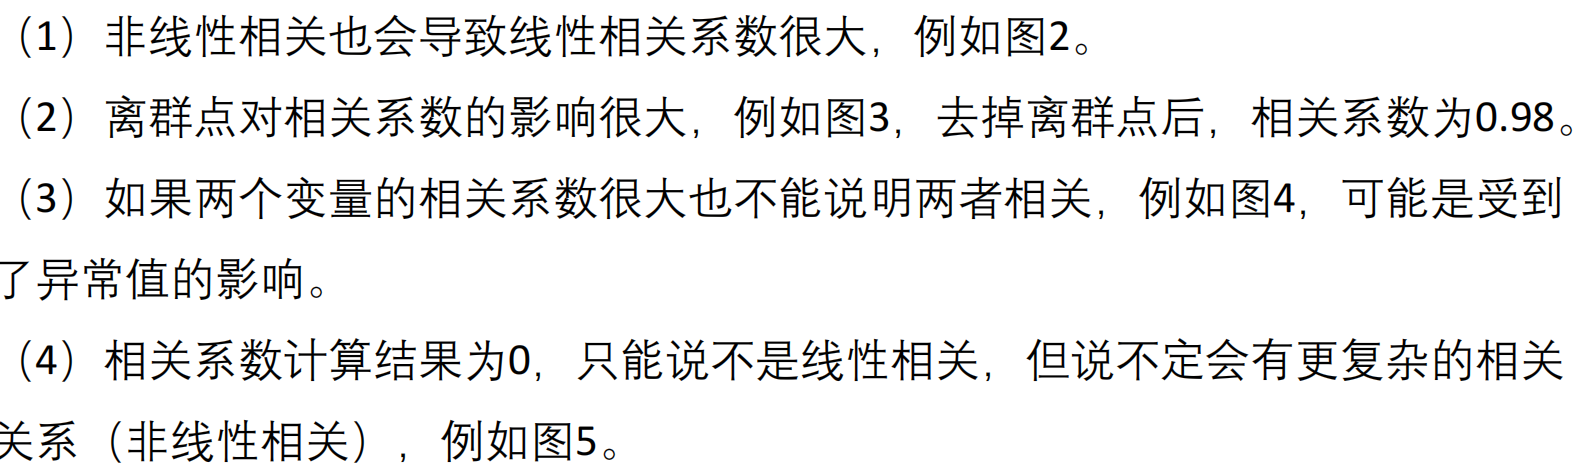 （1）非线性相关也会导致线性相关系数很大，例如图2。
（2）离群点对相关系数的影响很大，例如图3，去掉离群点后，相关系数为0.98。
（3）如果两个变量的相关系数很大也不能说明两者相关，例如图4，可能是受到
了异常值的影响。
（4）相关系数计算结果为0，只能说不是线性相关，但说不定会有更复杂的相关
关系（非线性相关），例如图5。